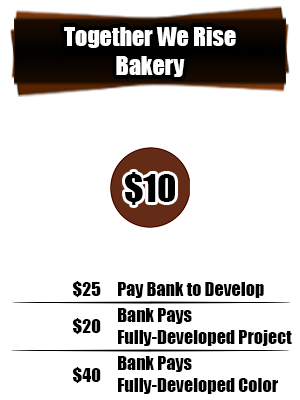 Together We Rise
Bakery
$10
$25 Pay Bank to Develop
$20 Bank Pays
Fully-Developed Project
$40 Bank Pays
Fully-Developed Color